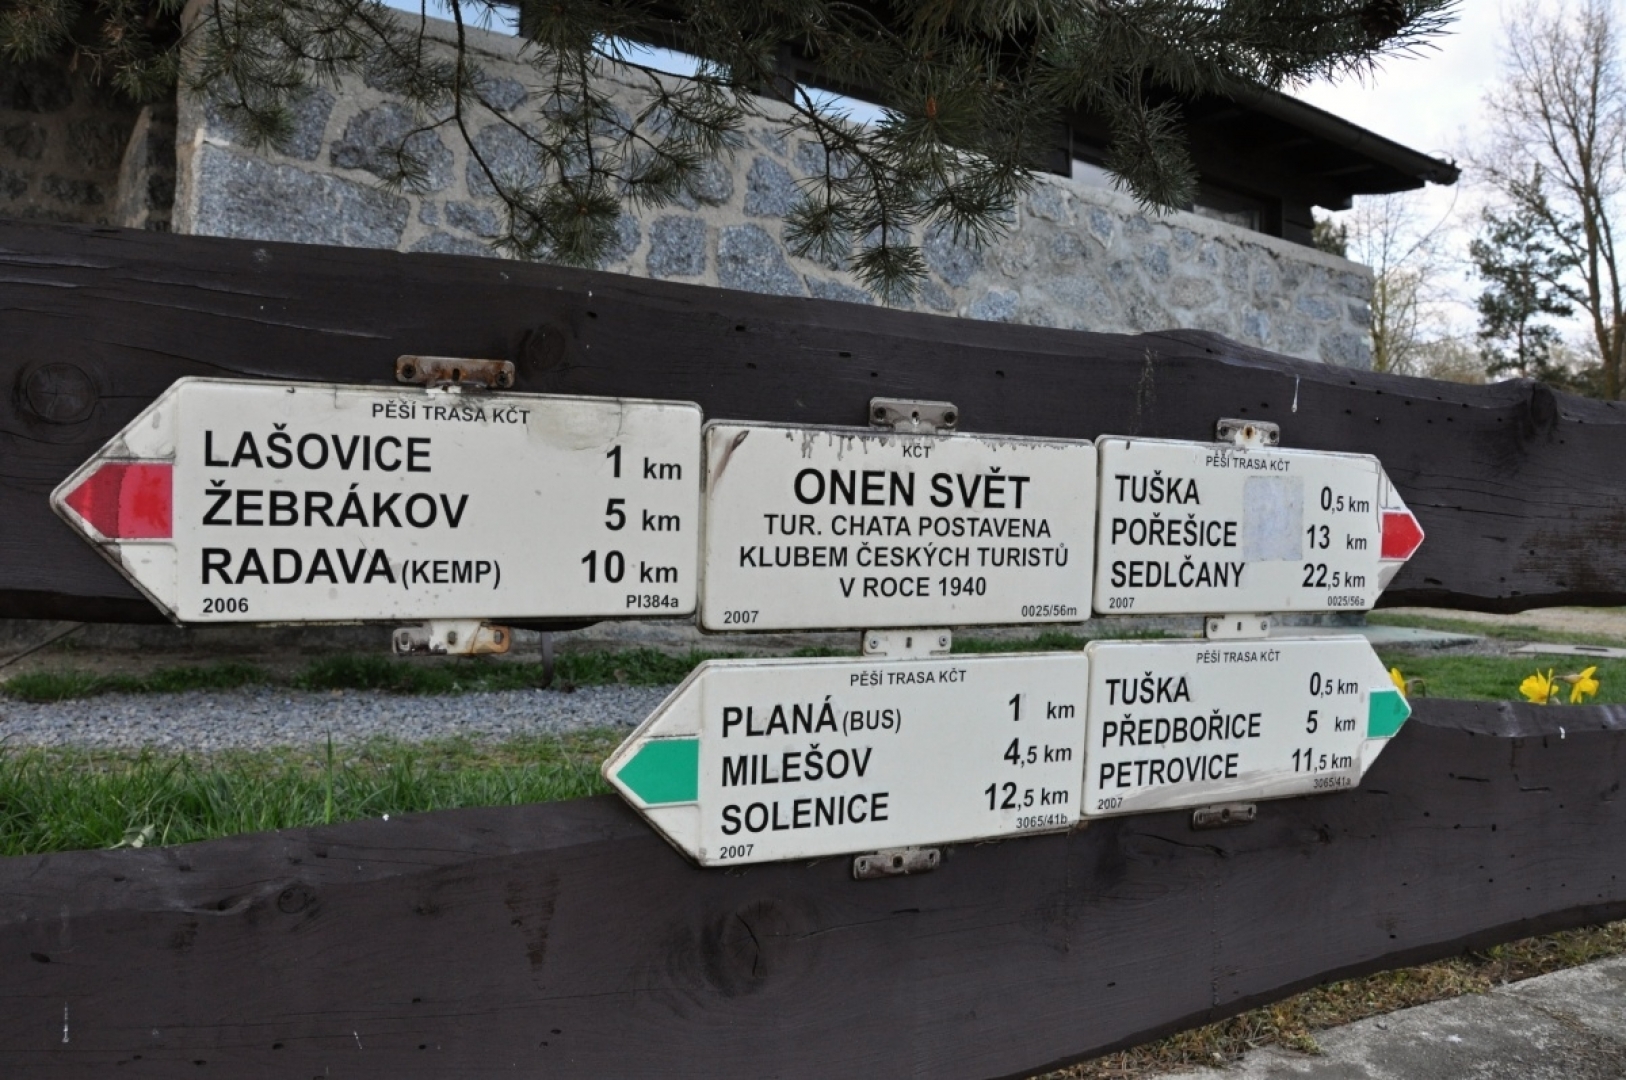 PĚŠÍ TRASA KČT
LAŠOVICE 1 km
ŽEBRÁKOV 5 km
RADAVA (KEMP) 10 km
2006 PI384a
KČT
ONEN SVĚT
TUR. CHATA POSTAVENA
KLUBEM ČESKÝCH TURISTŮ
V ROCE 1940
2007 0025/56m
PĚŠÍ TRASA KČT
TUŠKA 0,5 km
POŘEŠICE 13 km
SEDLČANY 22,5 km
2007 0025/56a
PĚŠÍ TRASA KČT
PLANÁ (BUS) 1 km
MILEŠOV 4,5 km
SOLENICE 12,5 km
2007 3065/41b
PĚŠÍ TRASA KČT
TUŠKA 0,5 km
PŘEDBOŘICE 5 km
PETROVICE 11,5 km
2007 3065/41a